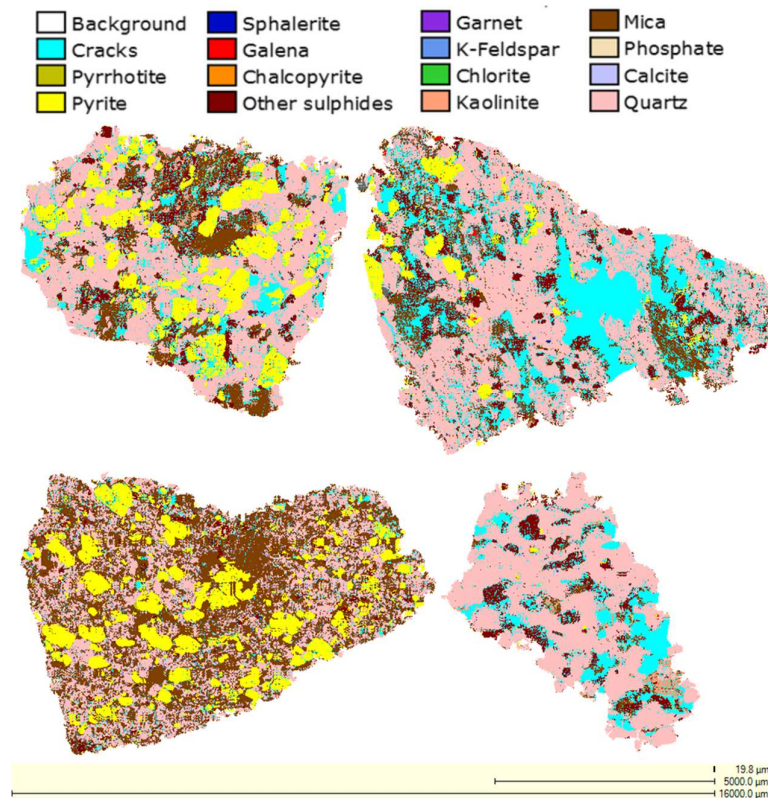 Background Sphalerite Garnet Mica
Cracks Galena K-Feldspar Phosphate
Pyrrhotite Chalcopyrite Chlorite Calcite
Pyrite Other sulphides Kaolinite Quartz
19.8 µm
5000.0 µm
16000.0 µm